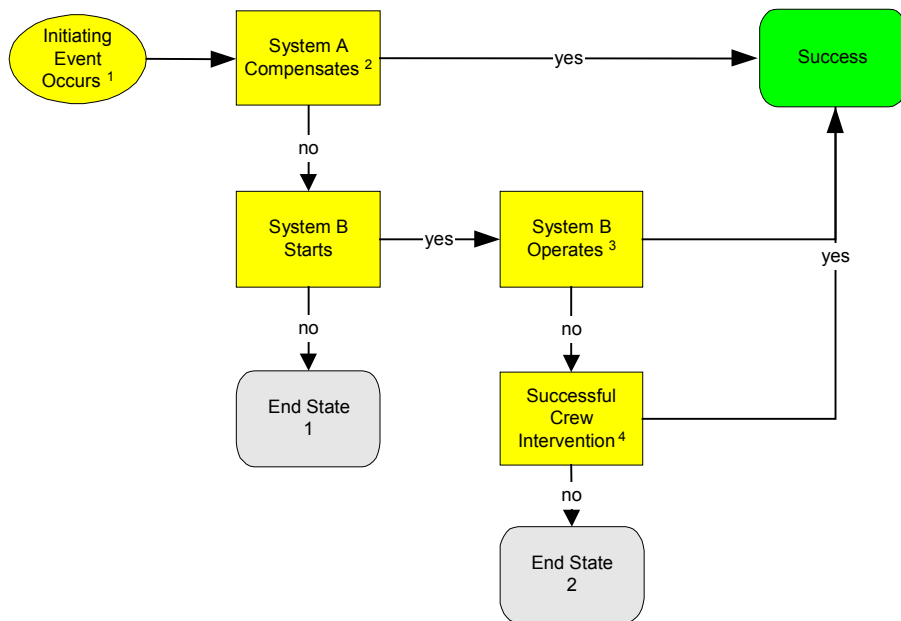 Initiating
Event
Occurs 1
System A
Compensates 2
yes
Success
no
System B
Starts
yes
System B
Operates 3
yes
no
no
End State
1
Successful
Crew
Intervention 4
no
End State
2